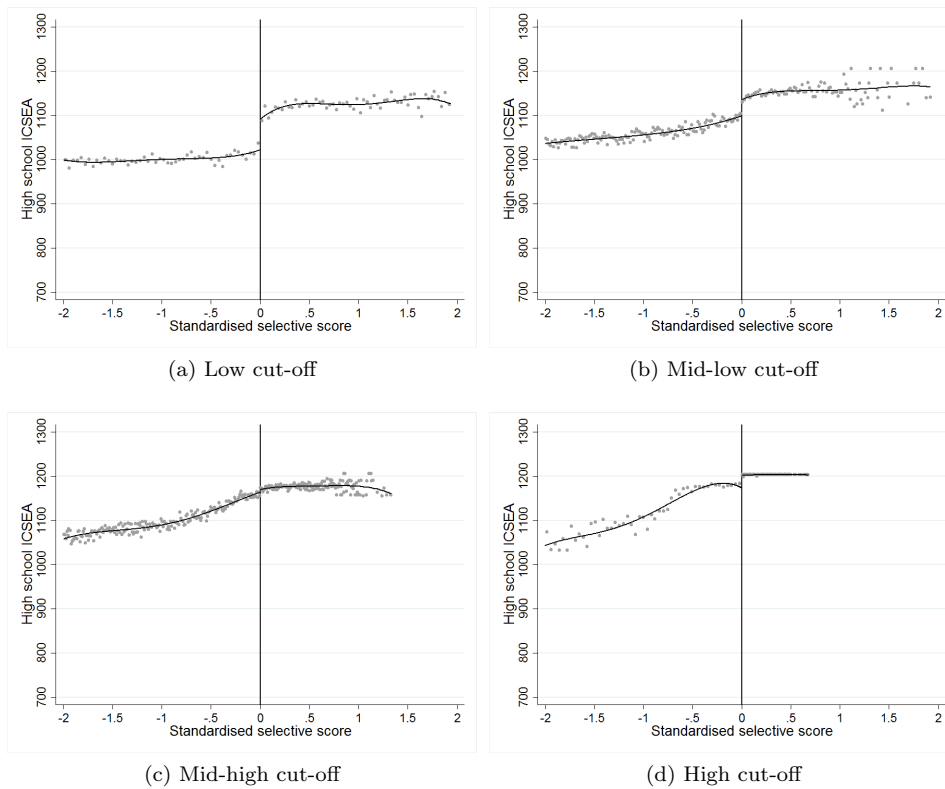 High school ICSEA
1300
1200
1100
1000
900
800
700
-2 -1.5 -1 -.5 0 .5 1 1.5 2
Standardised selective score
(a) Low cut-off
High school ICSEA
1300
1200
1100
1000
900
800
700
-2 -1.5 -1 -.5 0 .5 1 1.5 2
Standardised selective score
(b) Mid-low cut-off
High school ICSEA
1300
1200
1100
1000
900
800
700
-2 -1.5 -1 -.5 0 .5 1 1.5 2
Standardised selective score
(c) Mid-high cut-off
High school ICSEA
1300
1200
1100
1000
900
800
700
-2 -1.5 -1 -.5 0 .5 1 1.5 2
Standardised selective score
(d) High cut-off